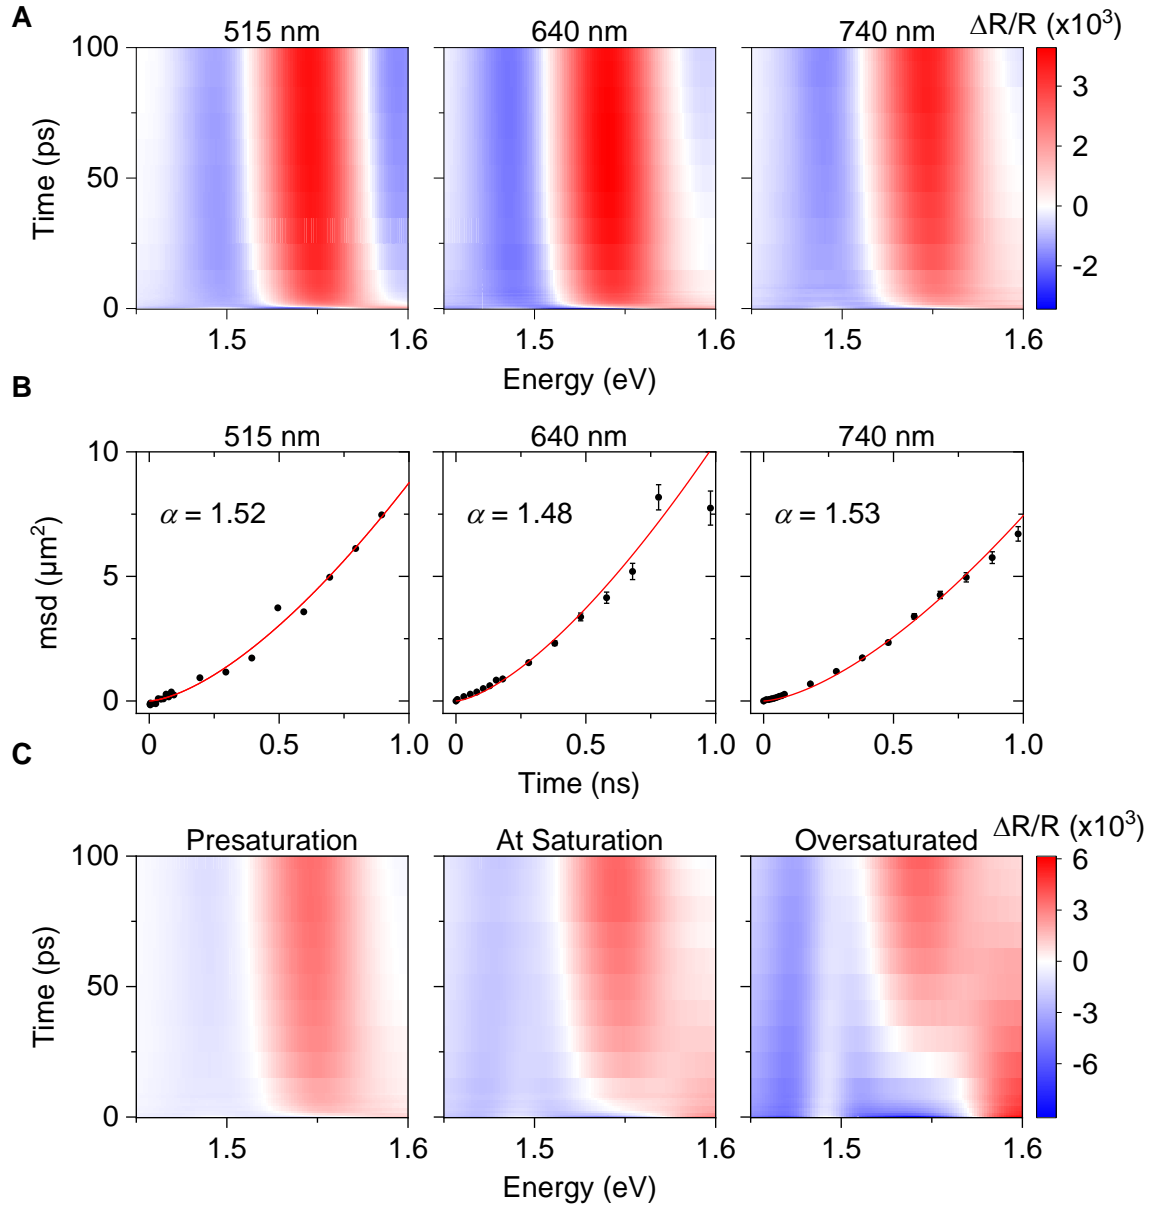 A
515 nm 640 nm 740 nm ΔR/R (x10³)
100
50
0
Time (ps)
3
2
0
-2
1.5 1.6 1.5 1.6 1.5 1.6
Energy (eV)
B
515 nm 640 nm 740 nm
10
5
0
msd (µm²)
α = 1.52 α = 1.48 α = 1.53
0 0.5 1.0 0 0.5 1.0 0 0.5 1.0
Time (ns)
C
Presaturation At Saturation Oversaturated ΔR/R (x10³)
100
50
0
Time (ps)
6
3
0
-3
-6
1.5 1.6 1.5 1.6 1.5 1.6
Energy (eV)